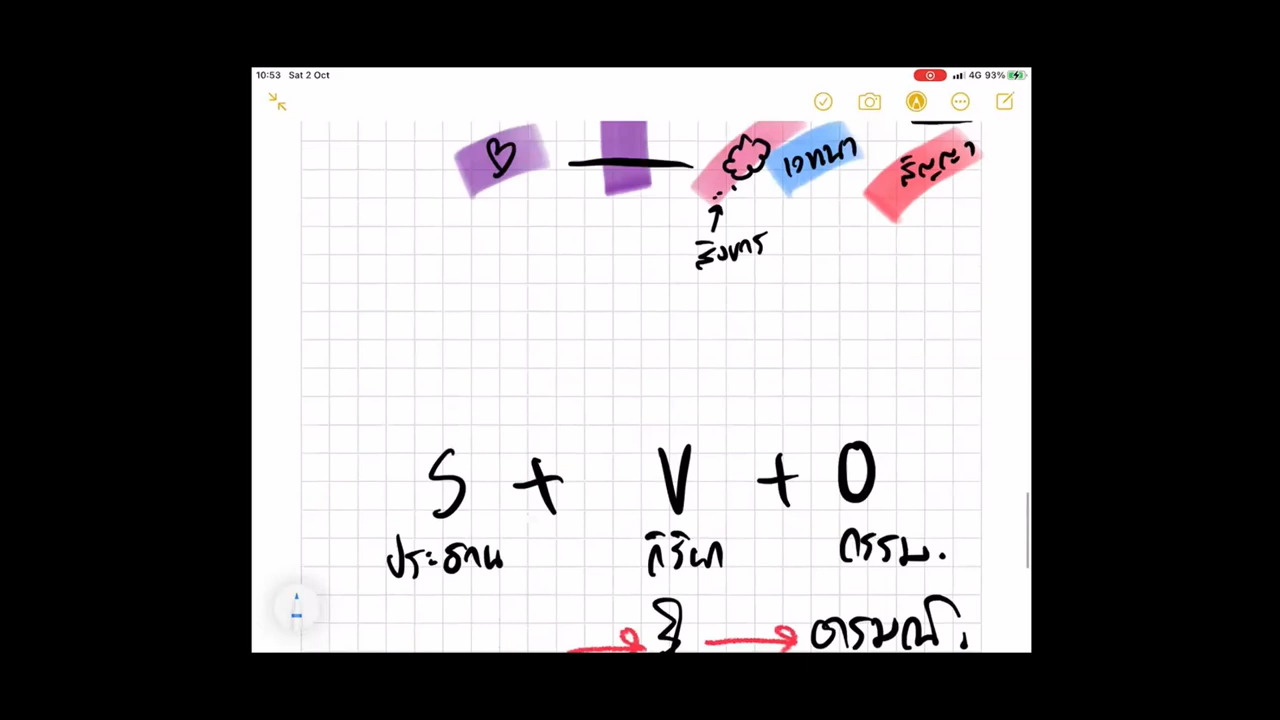 10:53 Sat 2 Oct 4G 93%
เจทนา สัญญา
สังขาร
S + V + O
ประธาน กิริยา กรรม.
รู้ อารมณ์.